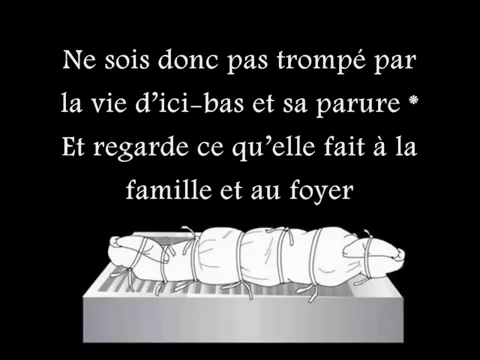 Ne sois donc pas trompé par
la vie d’ici-bas et sa parure *
Et regarde ce qu’elle fait à la
famille et au foyer